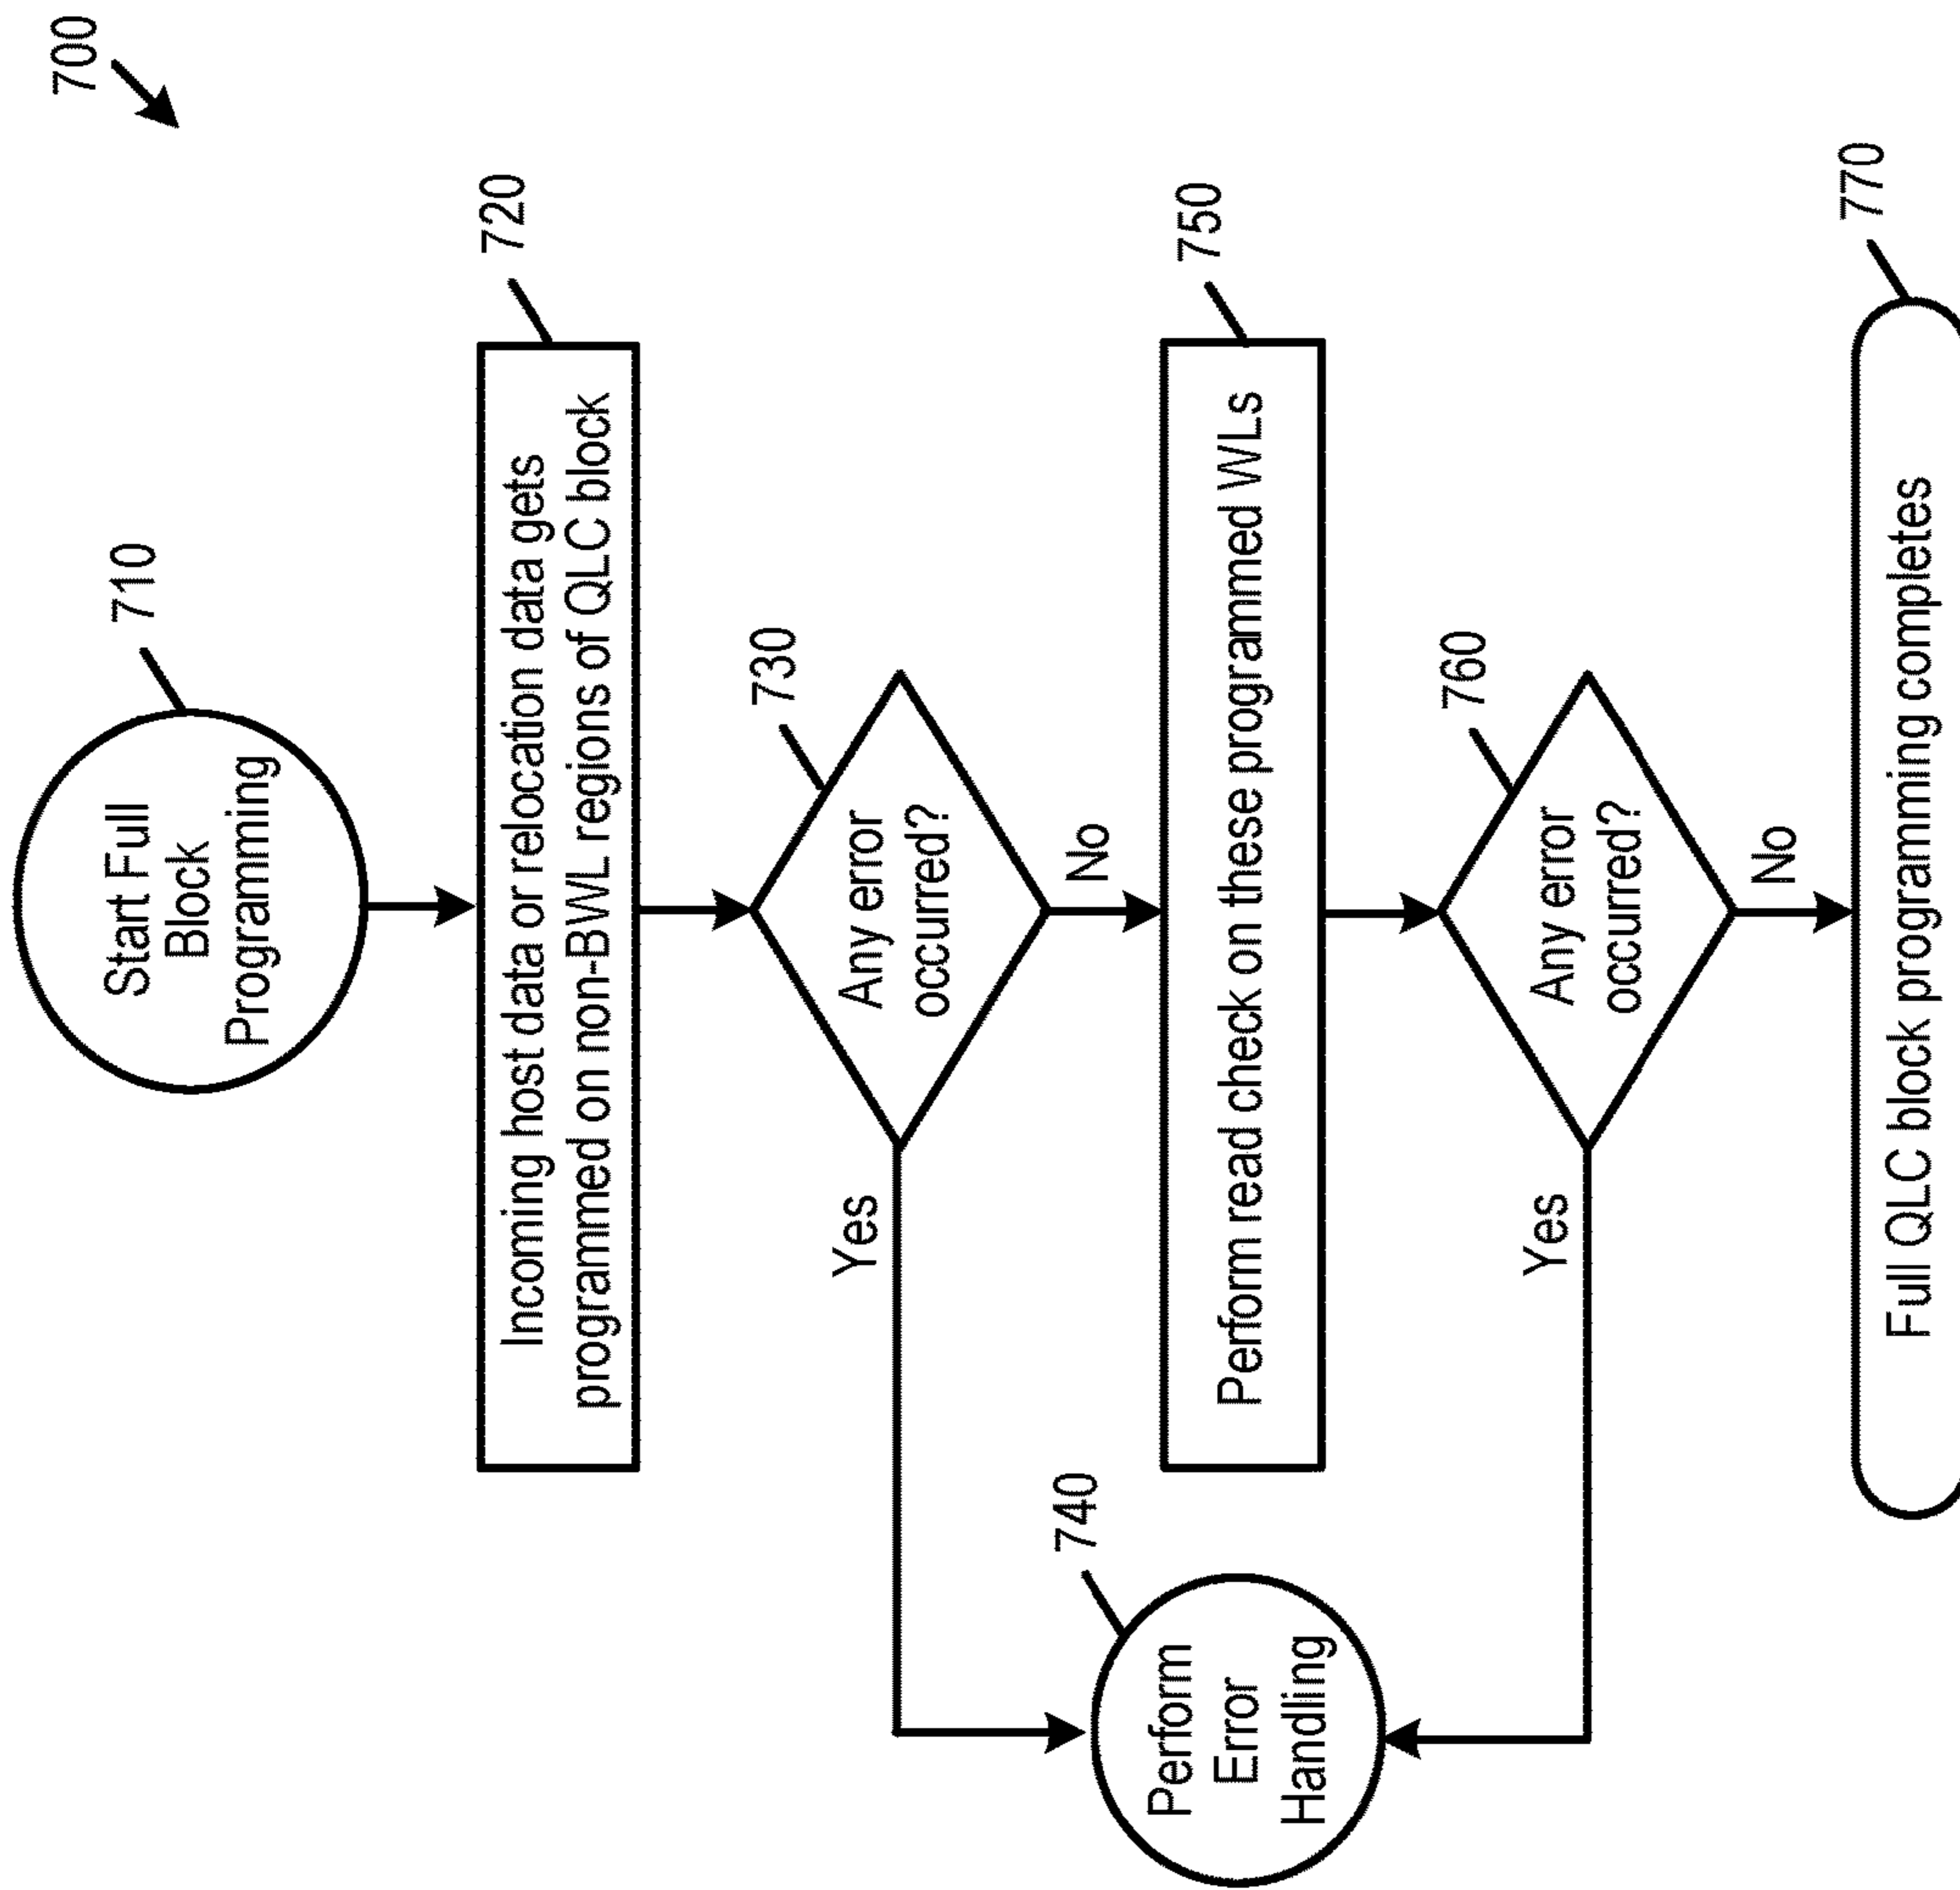 700
710
Start Full
Block
Programming
720
Incoming host data or relocation data gets
programmed on non-BWL regions of QLC block
730
Any error
occurred?
Yes
No
740
Perform
Error
Handling
750
Perform read check on these programmed WLs
760
Any error
occurred?
Yes
No
770
Full QLC block programming completes